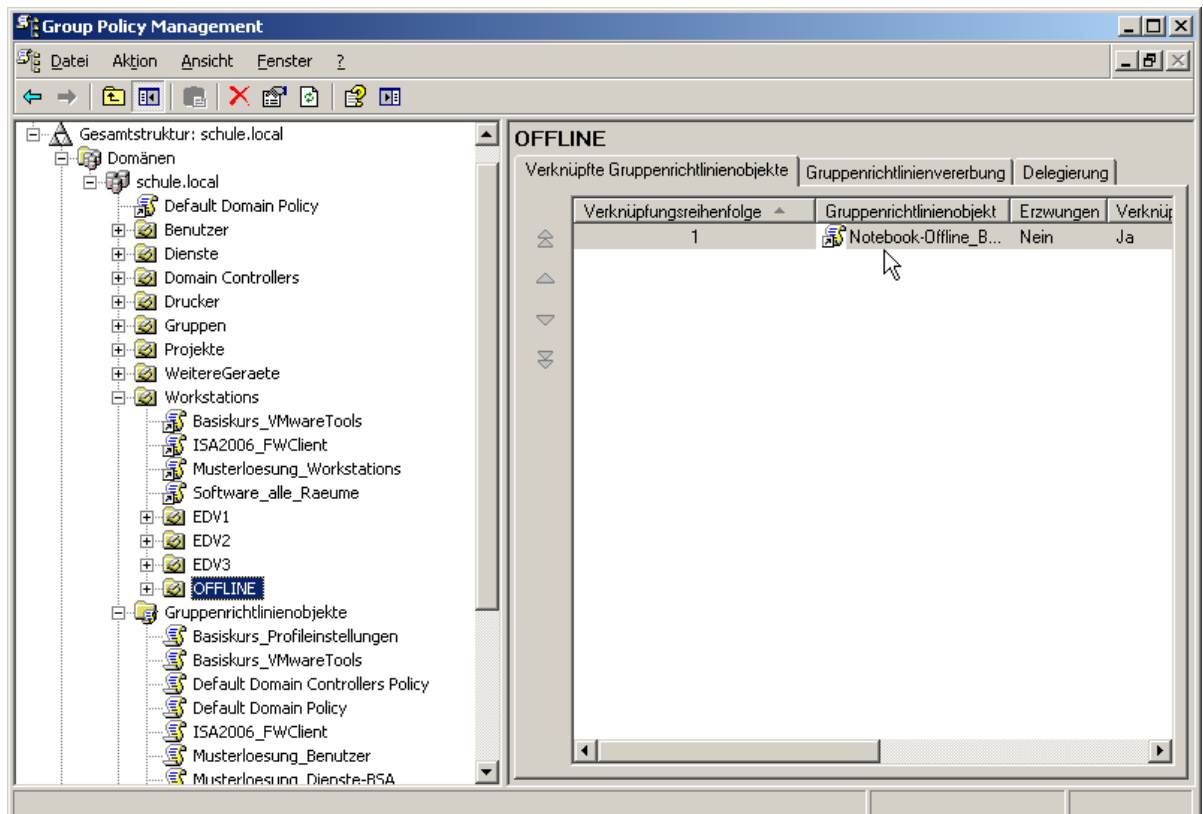 Group Policy Management
Datei Aktion Ansicht Fenster ?
Gesamtstruktur: schule.local
Domänen
schule.local
Default Domain Policy
Benutzer
Dienste
Domain Controllers
Drucker
Gruppen
Projekte
WeitereGeraete
Workstations
Basiskurs_VMwareTools
ISA2006_FWClient
Musterloesung_Workstations
Software_alle_Raeume
EDV1
EDV2
EDV3
OFFLINE
Gruppenrichtlinienobjekte
Basiskurs_Profileinstellungen
Basiskurs_VMwareTools
Default Domain Controllers Policy
Default Domain Policy
ISA2006_FWClient
Musterloesung_Benutzer
Musterloesung_Dienste-BSA
OFFLINE
Verknüpfte Gruppenrichtlinienobjekte Gruppenrichtlinienvererbung Delegierung
Verknüpfungsreihenfolge Gruppenrichtlinienobjekt Erzwungen Verknüp
1 Notebook-Offline_B... Nein Ja